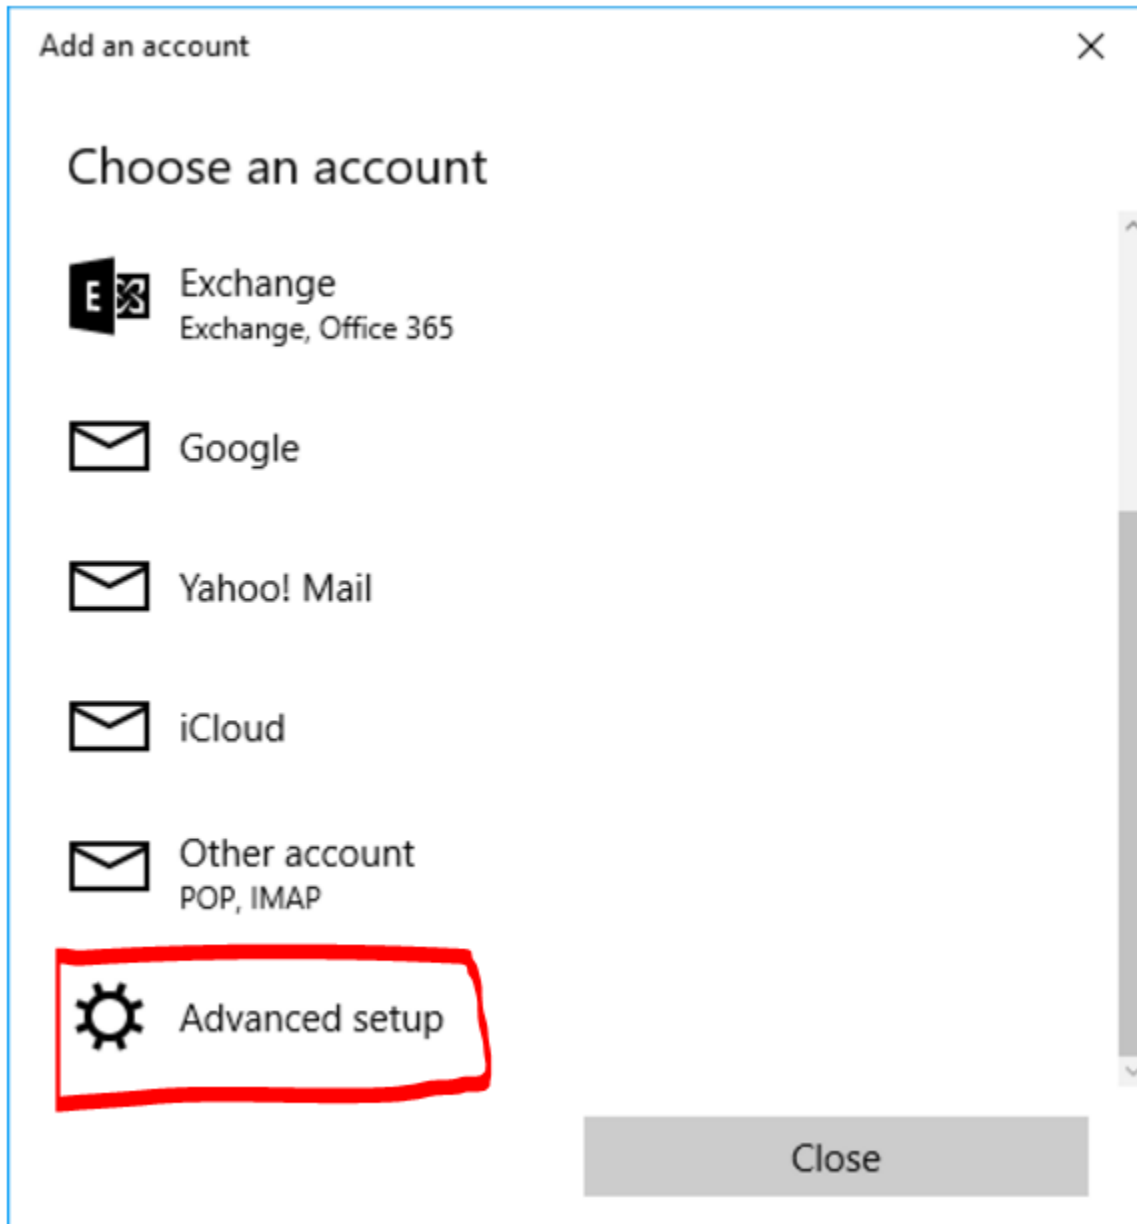 Add an account
Choose an account
E
Exchange
Exchange, Office 365
Google
Yahoo! Mail
iCloud
Other account
POP, IMAP
Advanced setup
Close